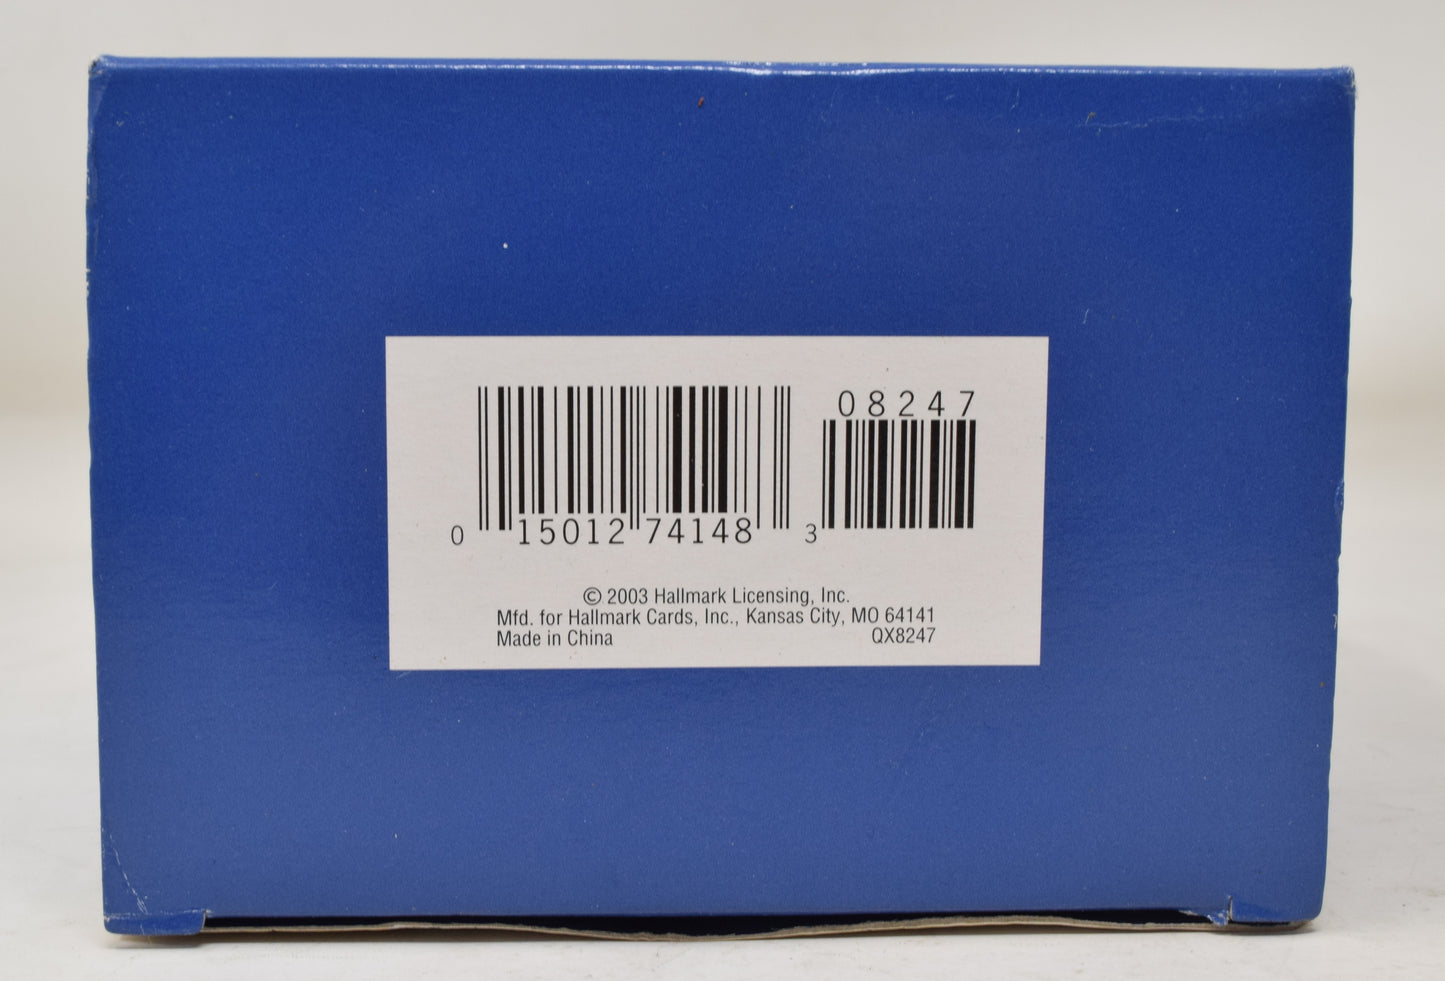 08247
0 15012 74148 3
© 2003 Hallmark Licensing, Inc.
Mfd. for Hallmark Cards, Inc., Kansas City, MO 64141
Made in China QX8247